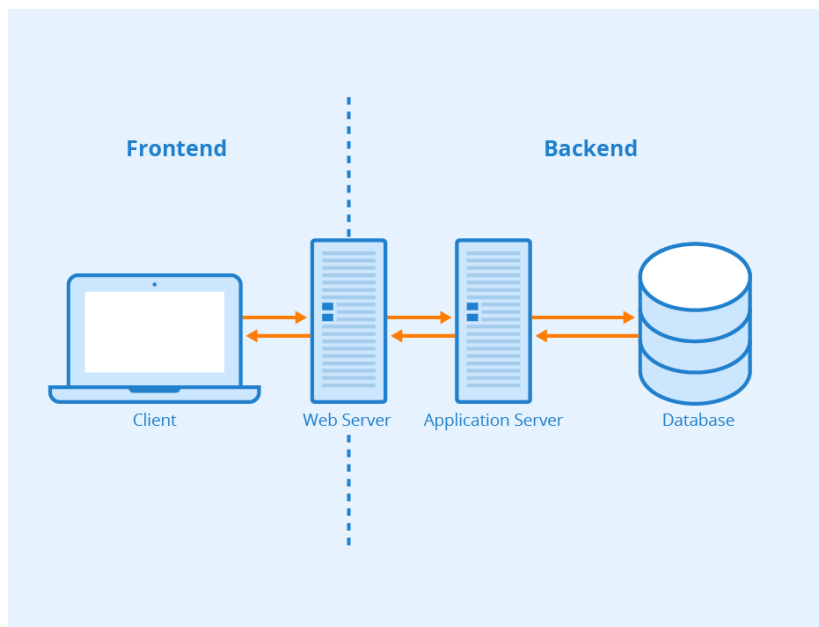 Frontend
Backend
Client
Web Server
Application Server
Database